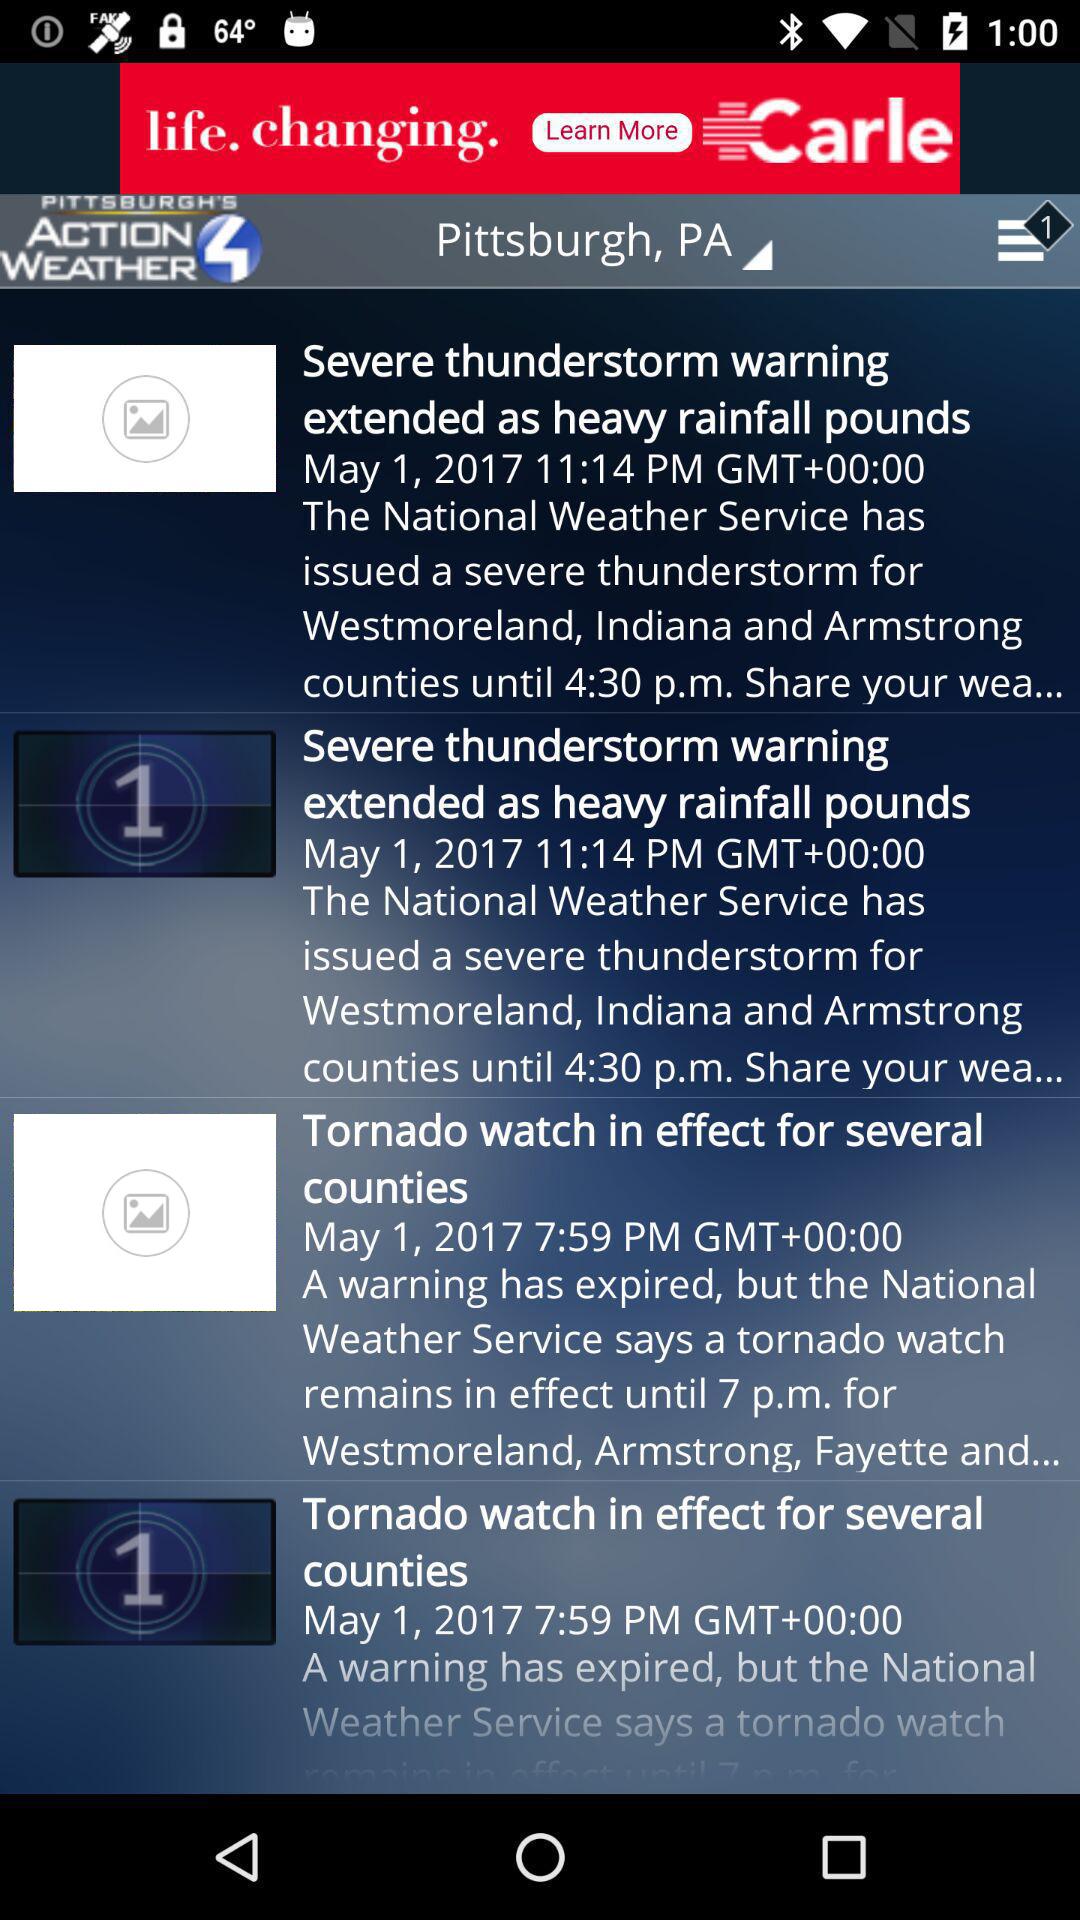 FAKE 64° 1:00
life. changing. Learn More Carle
PITTSBURGH'S
ACTION
WEATHER 4
Pittsburgh, PA
1
Severe thunderstorm warning
extended as heavy rainfall pounds
May 1, 2017 11:14 PM GMT+00:00
The National Weather Service has
issued a severe thunderstorm for
Westmoreland, Indiana and Armstrong
counties until 4:30 p.m. Share your wea...
1
Severe thunderstorm warning
extended as heavy rainfall pounds
May 1, 2017 11:14 PM GMT+00:00
The National Weather Service has
issued a severe thunderstorm for
Westmoreland, Indiana and Armstrong
counties until 4:30 p.m. Share your wea...
Tornado watch in effect for several
counties
May 1, 2017 7:59 PM GMT+00:00
A warning has expired, but the National
Weather Service says a tornado watch
remains in effect until 7 p.m. for
Westmoreland, Armstrong, Fayette and...
1
Tornado watch in effect for several
counties
May 1, 2017 7:59 PM GMT+00:00
A warning has expired, but the National
Weather Service says a tornado watch
remains in effect until 7 p.m. for